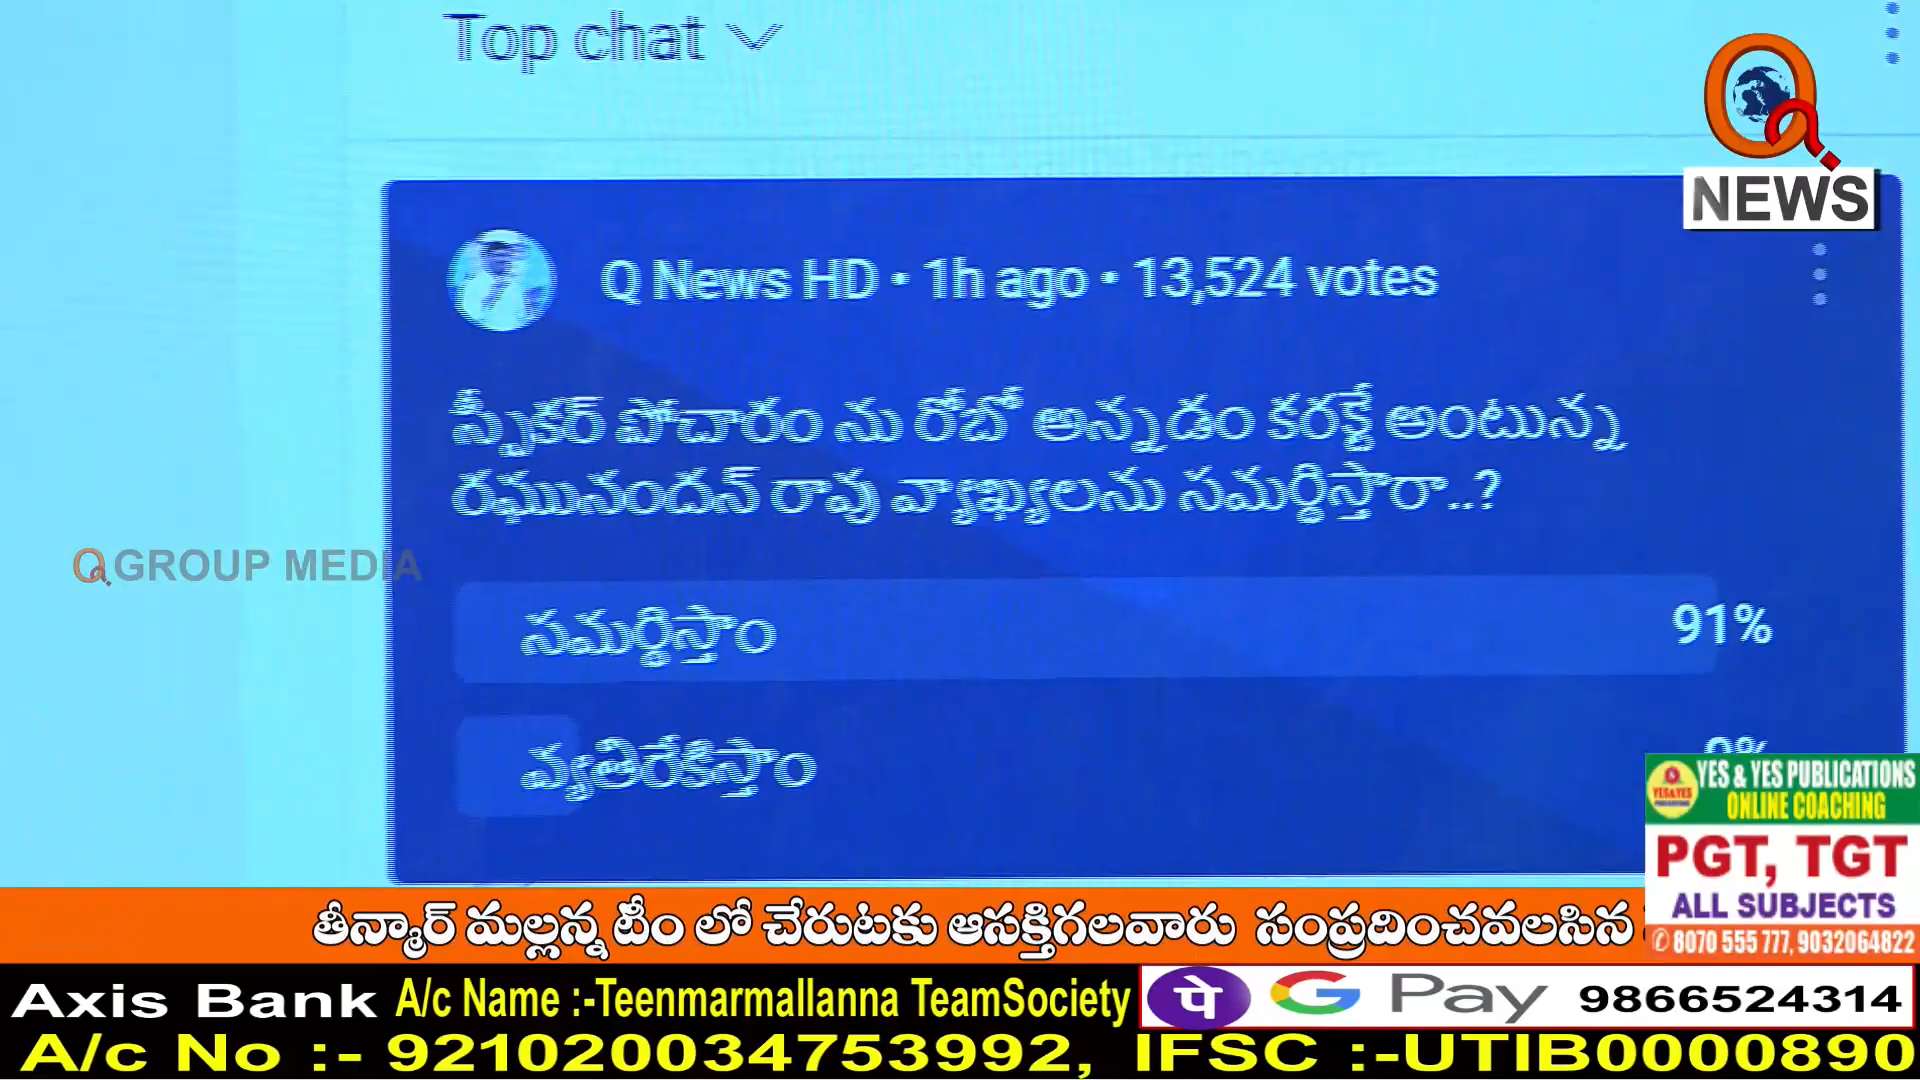 Top chat
Q
NEWS
Q News HD • 1h ago • 13,524 votes
స్పీకర్ పోచారం ను రోబో అన్నడం కరక్టే అంటున్న
రఘునందన్ రావు వ్యాఖ్యలను సమర్థిస్తారా..?
Q GROUP MEDIA
సమర్థిస్తాం 91%
వ్యతిరేకిస్తాం 9%
YES & YES PUBLICATIONS
ONLINE COACHING
PGT, TGT
ALL SUBJECTS
8070 555 777, 9032064822
తీన్మార్ మల్లన్న టీం లో చేరుటకు ఆసక్తిగలవారు సంప్రదించవలసిన
Axis Bank A/c Name :-Teenmarmallanna TeamSociety
పే G Pay 9866524314
A/c No :- 921020034753992, IFSC :-UTIB0000890